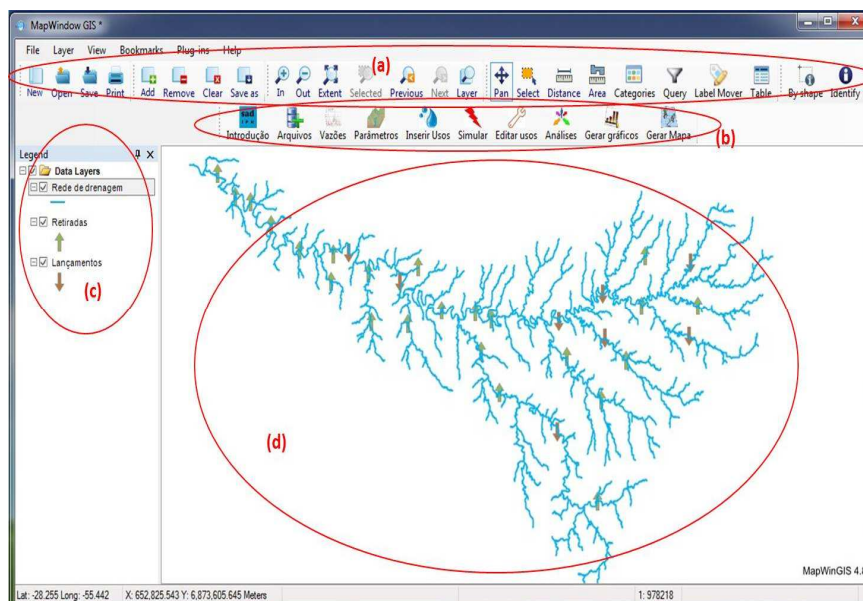 MapWindow GIS *
File Layer View Bookmarks Plug-ins Help
(a)
New Open Save Print Add Remove Clear Save as In Out Extent Selected Previous Next Layer Pan Select Distance Area Categories Query Label Mover Table By shape Identify
sad
Introdução Arquivos Vazões Parâmetros Inserir Usos Simular Editar usos Análises Gerar gráficos Gerar Mapa
(b)
Legend
Data Layers
Rede de drenagem
Retiradas
Lançamentos
(c)
(d)
MapWinGIS 4.
Lat: -28.255 Long: -55.442 X: 652,825.543 Y: 6,873,605.645 Meters 1: 978218